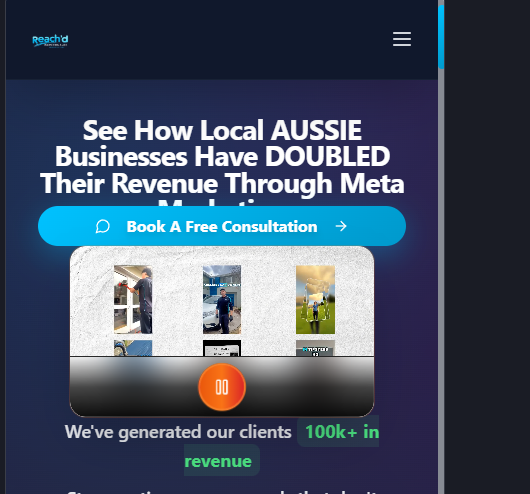 Reach'd
See How Local AUSSIE
Businesses Have DOUBLED
Their Revenue Through Meta
Book A Free Consultation
We've generated our clients 100k+ in
revenue